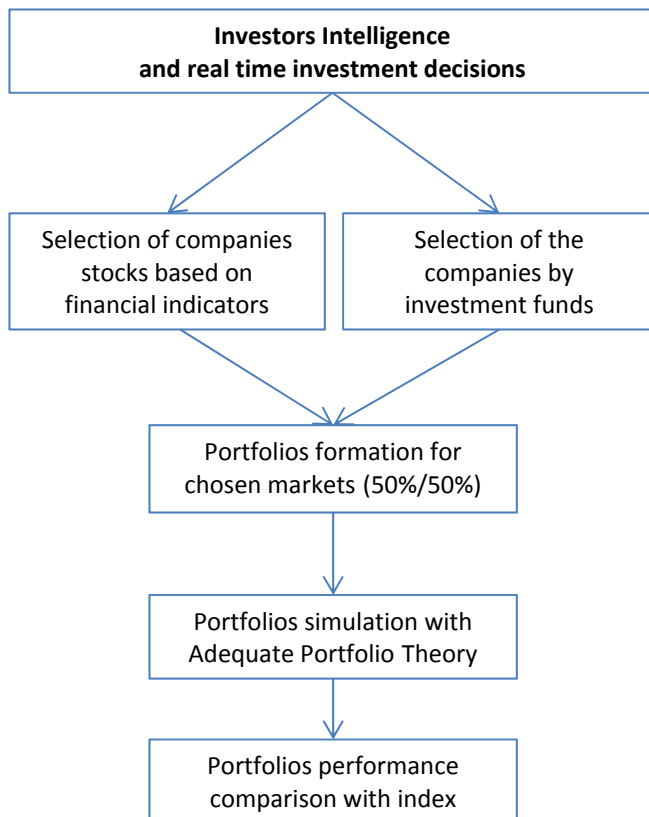 Investors Intelligence
and real time investment decisions
Selection of companies
stocks based on
financial indicators
Selection of the
companies by
investment funds
Portfolios formation for
chosen markets (50%/50%)
Portfolios simulation with
Adequate Portfolio Theory
Portfolios performance
comparison with index